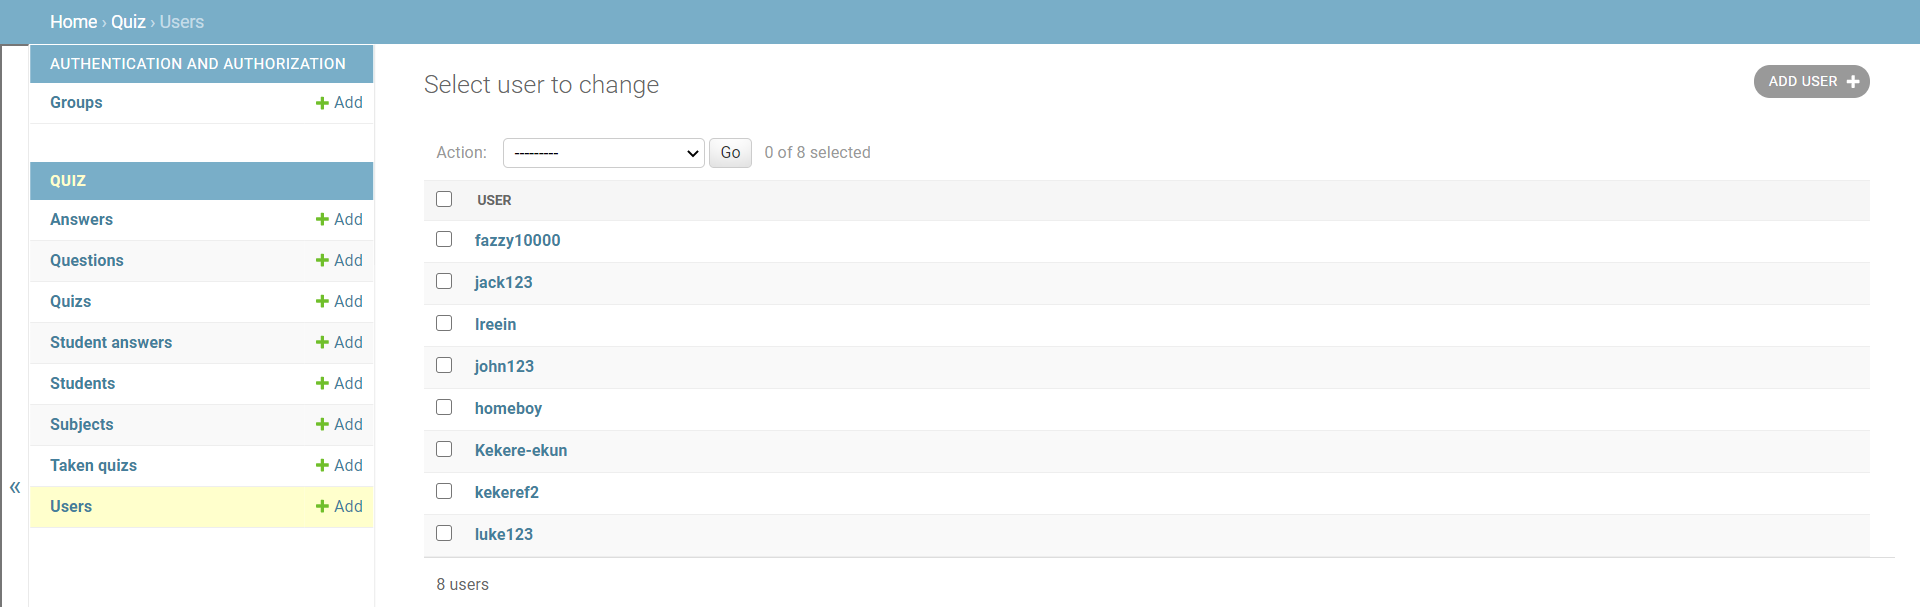 Home › Quiz › Users
AUTHENTICATION AND AUTHORIZATION
Groups + Add
QUIZ
Answers + Add
Questions + Add
Quizs + Add
Student answers + Add
Students + Add
Subjects + Add
Taken quizs + Add
Users + Add
«
Select user to change
ADD USER +
Action: --------- Go 0 of 8 selected
USER
fazzy10000
jack123
Ireein
john123
homeboy
Kekere-ekun
kekeref2
luke123
8 users